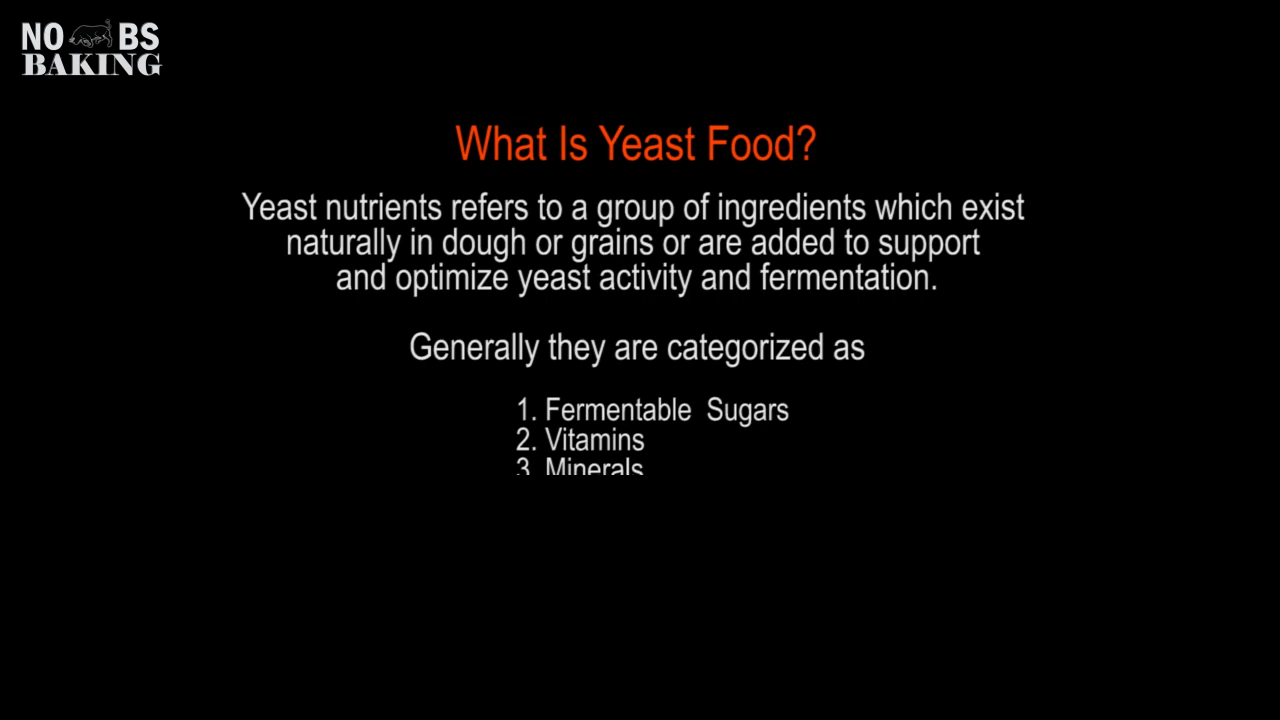 NO BS
BAKING
What Is Yeast Food?
Yeast nutrients refers to a group of ingredients which exist
naturally in dough or grains or are added to support
and optimize yeast activity and fermentation.
Generally they are categorized as
1. Fermentable Sugars
2. Vitamins
3. Minerals